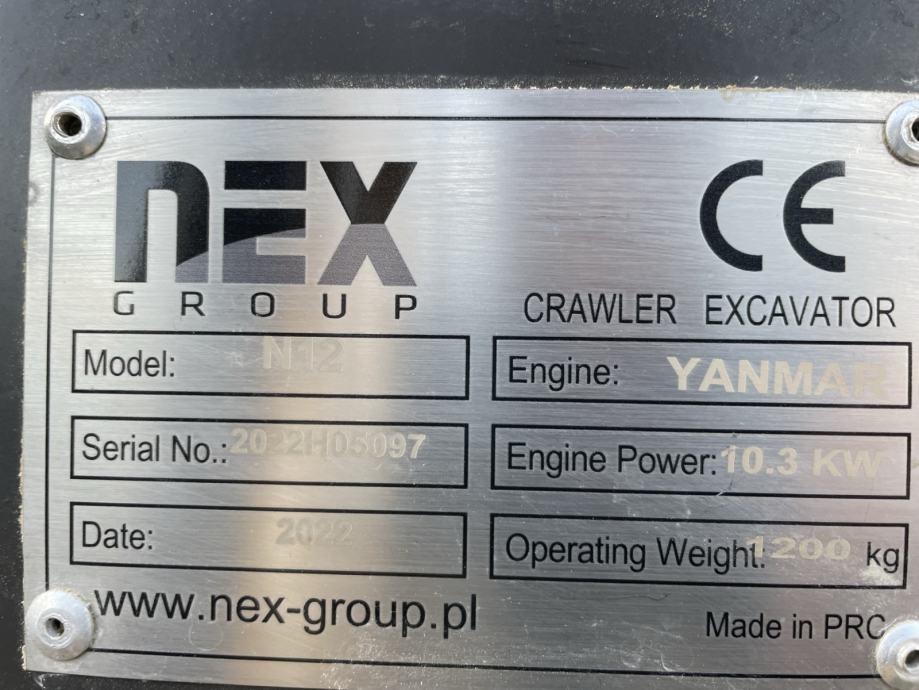 nEX
GROUP
CE
CRAWLER EXCAVATOR
Model: N12
Engine: YANMAR
Serial No.: 2022H05097
Engine Power: 10.3 KW
Date: 2022
Operating Weight: 1200 kg
www.nex-group.pl
Made in PRC